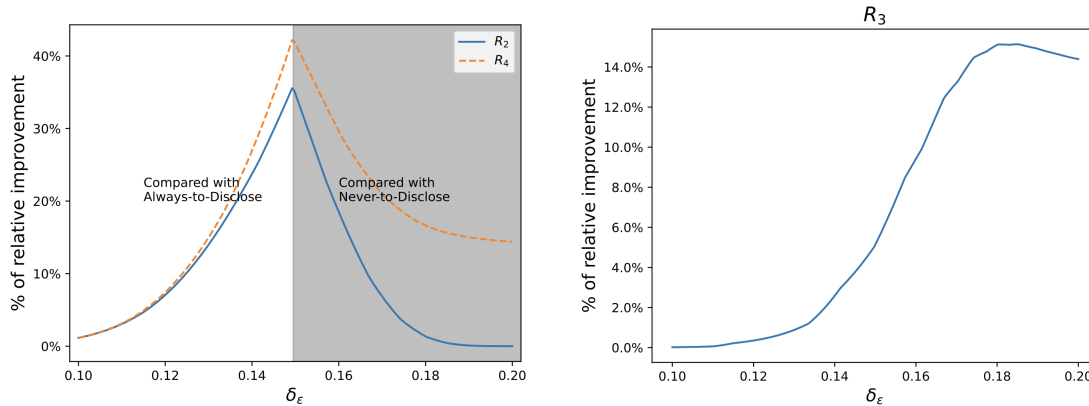 % of relative improvement
40%
30%
20%
10%
0%
R2
R4
Compared with
Always-to-Disclose
Compared with
Never-to-Disclose
0.10
0.12
0.14
0.16
0.18
0.20
δε
R3
% of relative improvement
14.0%
12.0%
10.0%
8.0%
6.0%
4.0%
2.0%
0.0%
0.10
0.12
0.14
0.16
0.18
0.20
δε